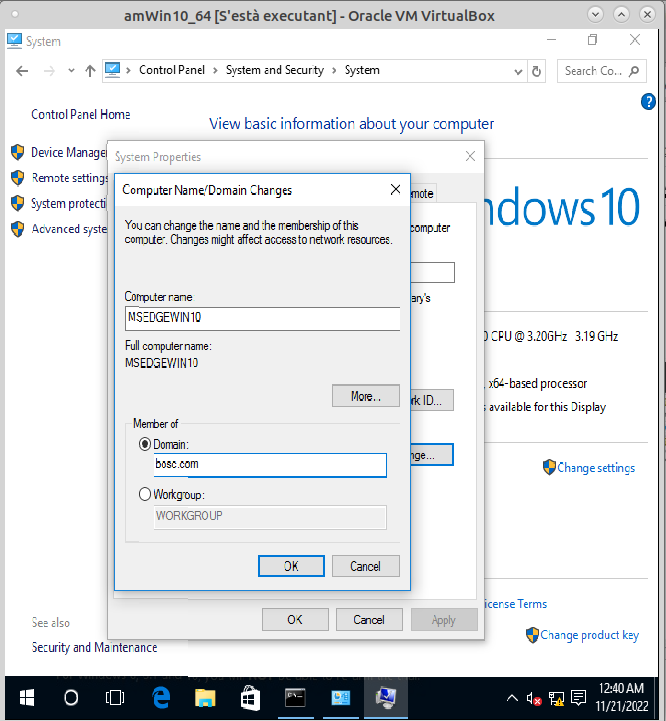 amWin10_64 [S'està executant] - Oracle VM VirtualBox
System
Control Panel
System and Security
System
Search Co...
Control Panel Home
View basic information about your computer
Device Manager
Remote settings
System protecti
Advanced syste
System Properties
emote
computer
ary's
rk ID...
nge...
Computer Name/Domain Changes
You can change the name and the membership of this
computer. Changes might affect access to network resources.
Computer name
MSEDGEWIN10
Full computer name:
MSEDGEWIN10
More...
Member of
Domain:
bosc.com
Workgroup:
WORKGROUP
OK
Cancel
OK
Cancel
Apply
ndows 10
0 CPU @ 3.20GHz 3.19 GHz
, x64-based processor
s available for this Display
Change settings
icense Terms
Change product key
See also
Security and Maintenance
12:40 AM
11/21/2022